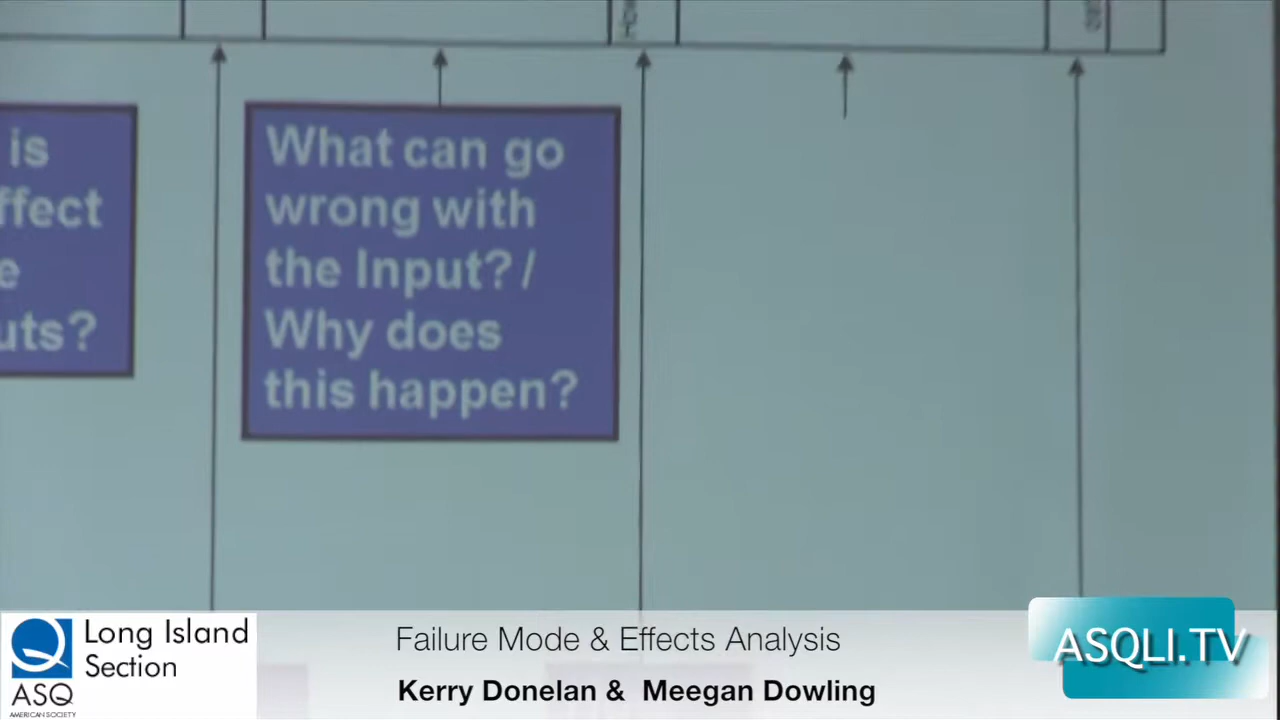 is
ffect
e
uts?
What can go
wrong with
the Input? /
Why does
this happen?
Long Island
Section
ASQ
AMERICAN SOCIETY
Failure Mode & Effects Analysis
Kerry Donelan & Meegan Dowling
ASQLI.TV